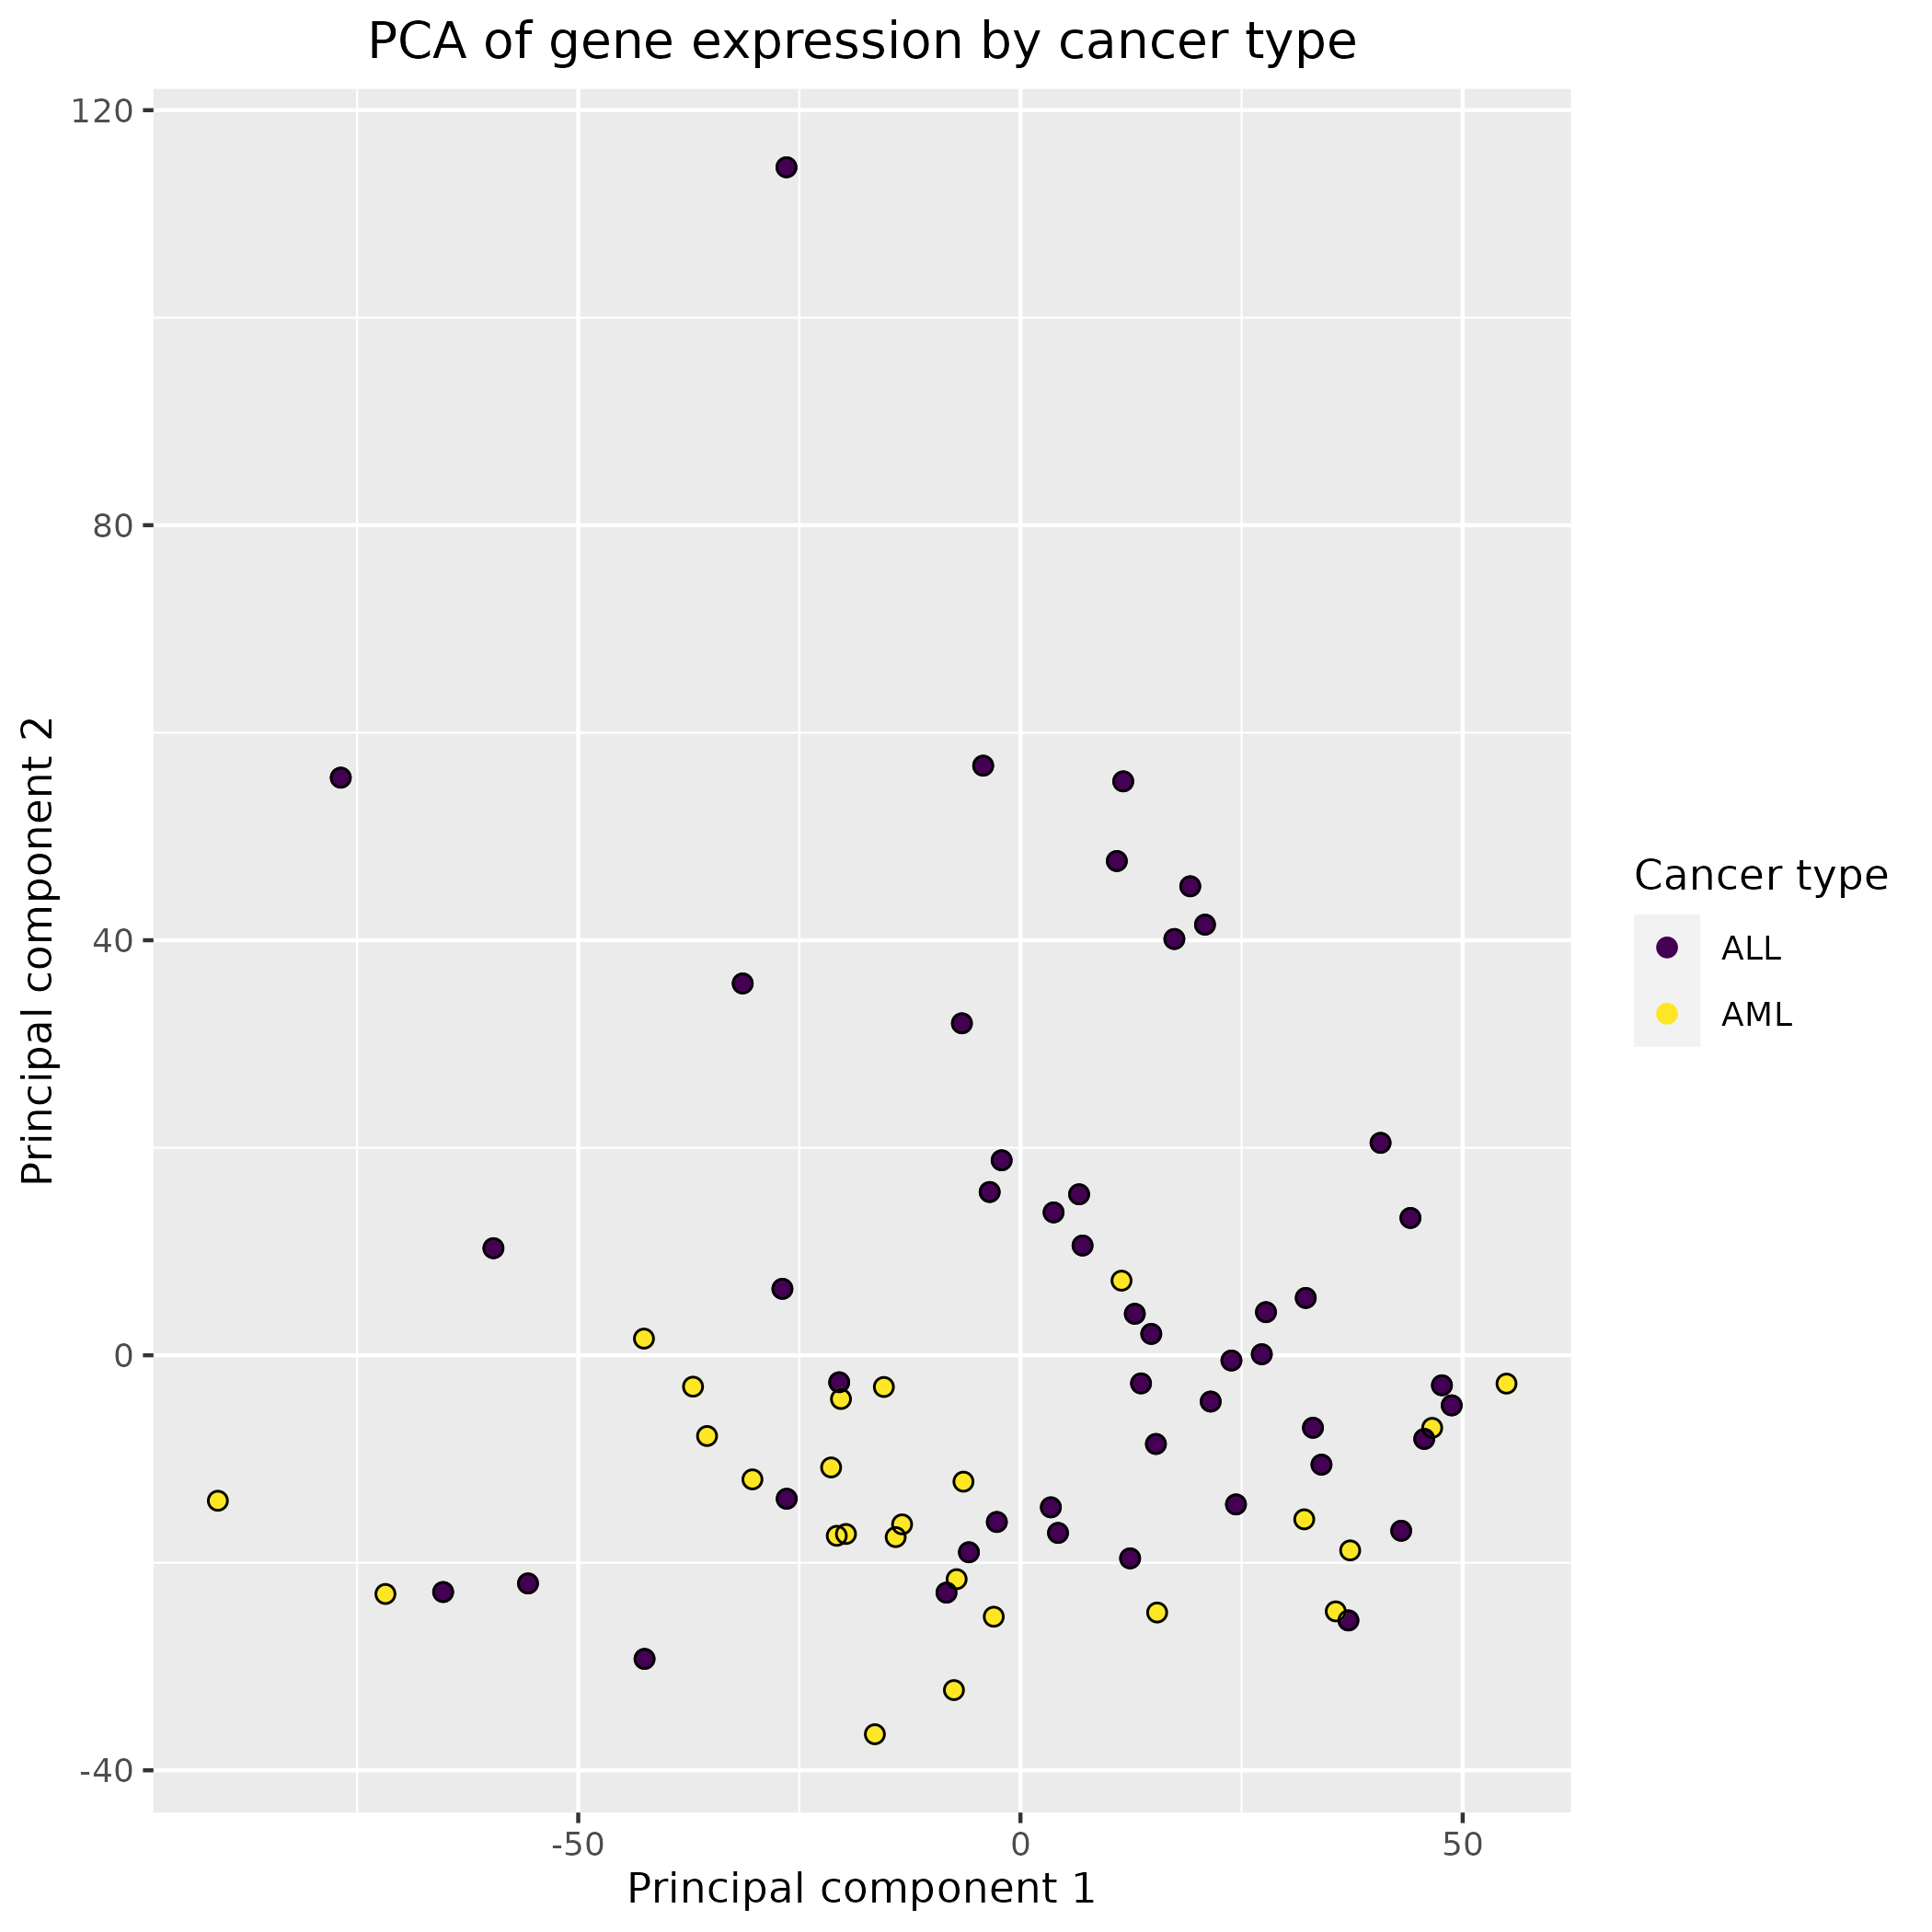 PCA of gene expression by cancer type
120
80
40
0
-40
Principal component 2
-50
0
50
Principal component 1
Cancer type
ALL
AML